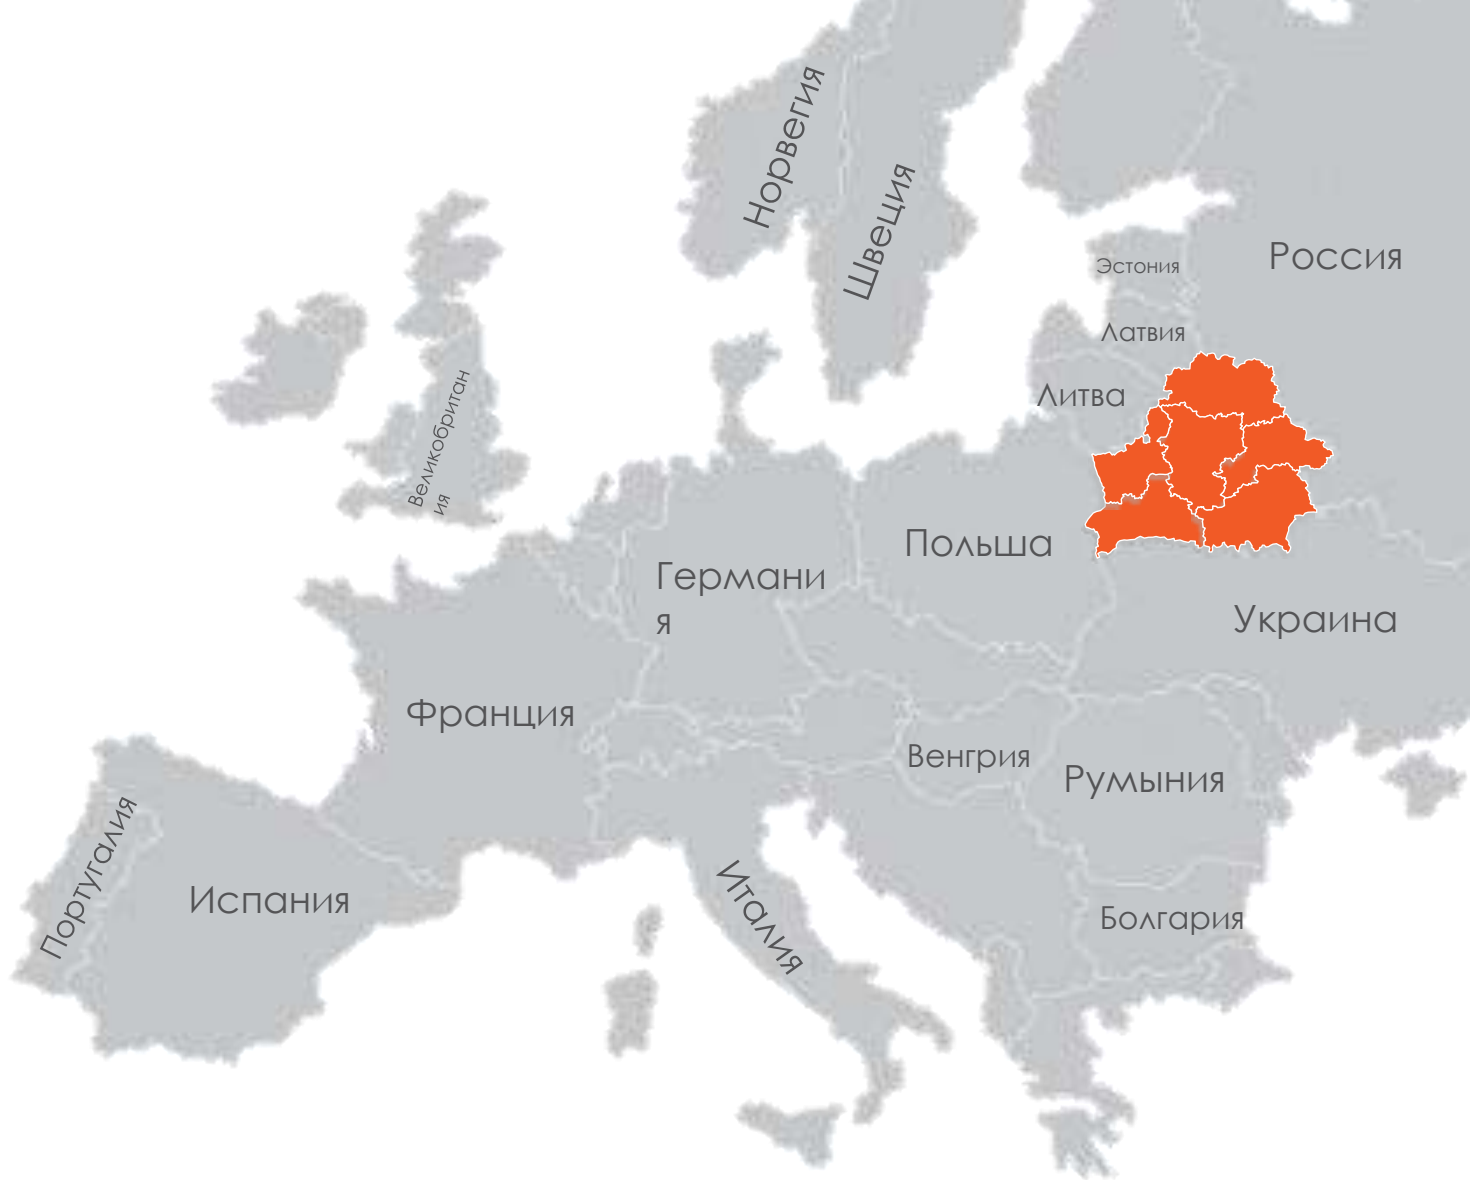 Норвегия
Швеция
Россия
Эстония
Латвия
Литва
Великобритан
ия
Польша
Германи
я
Украина
Франция
Венгрия
Румыния
Португалия
Испания
Италия
Болгария